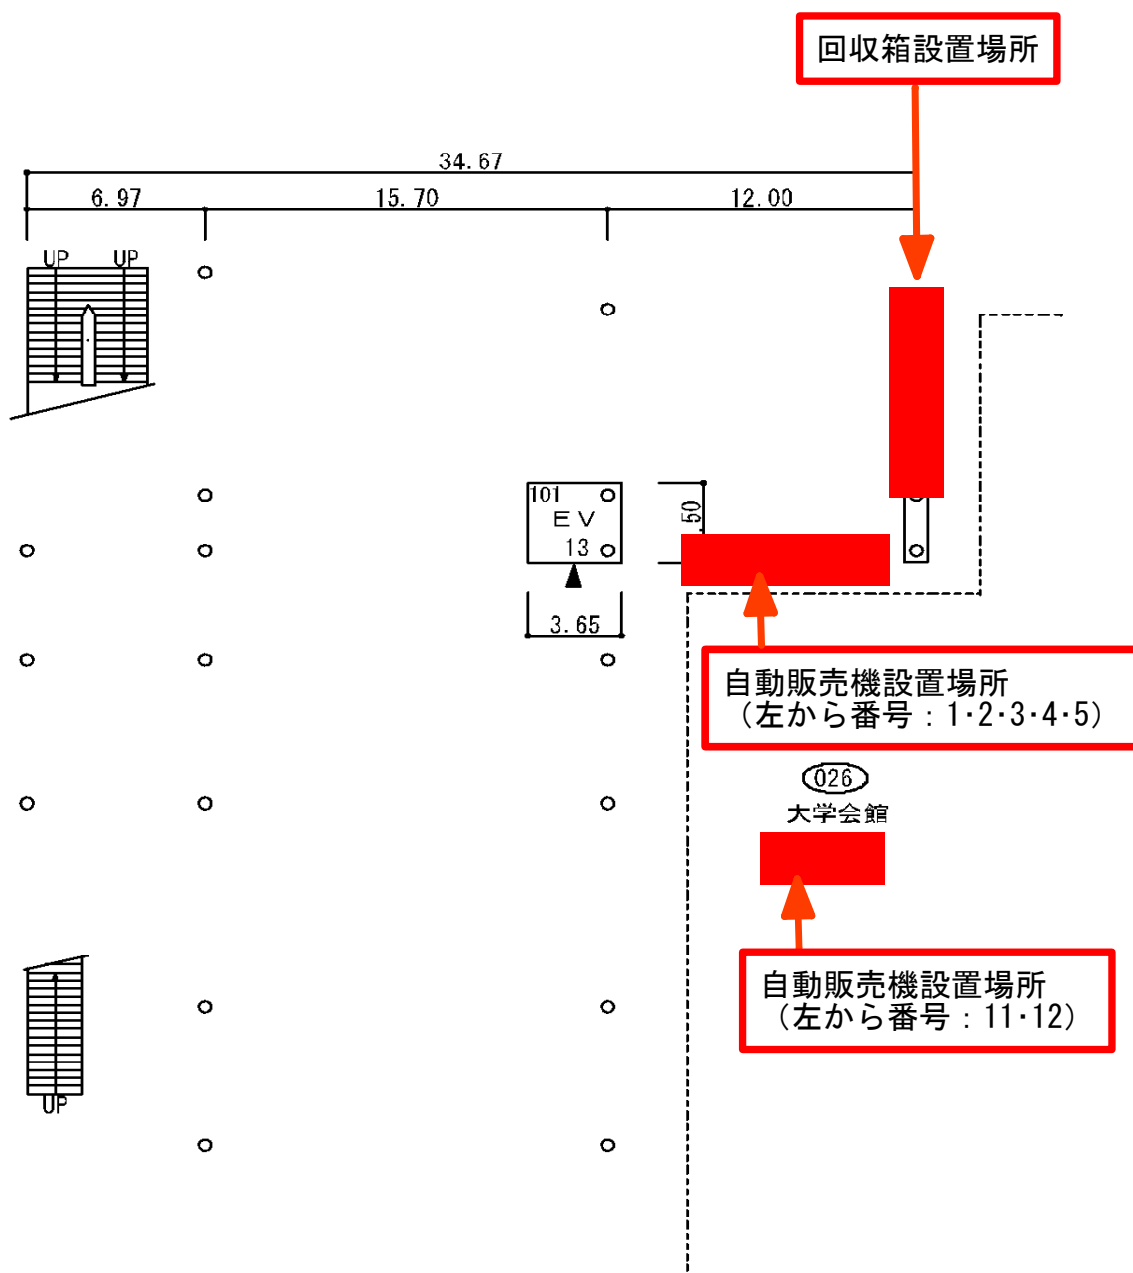 回収箱設置場所
34.67
6.97
15.70
12.00
UP
UP
101
EV
13
.50
3.65
自動販売機設置場所
（左から番号：1･2･3･4･5）
026
大学会館
自動販売機設置場所
（左から番号：11･12）
UP